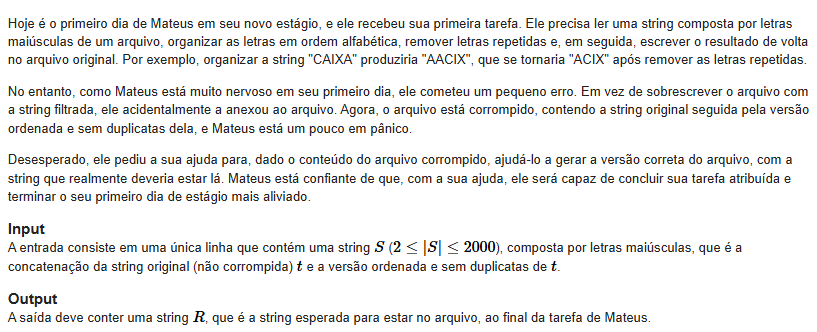 Hoje é o primeiro dia de Mateus em seu novo estágio, e ele recebeu sua primeira tarefa. Ele precisa ler uma string composta por letras
maiúsculas de um arquivo, organizar as letras em ordem alfabética, remover letras repetidas e, em seguida, escrever o resultado de volta
no arquivo original. Por exemplo, organizar a string "CAIXA" produziria "AACIX", que se tornaria "ACIX" após remover as letras repetidas.
No entanto, como Mateus está muito nervoso em seu primeiro dia, ele cometeu um pequeno erro. Em vez de sobrescrever o arquivo com
a string filtrada, ele acidentalmente a anexou ao arquivo. Agora, o arquivo está corrompido, contendo a string original seguida pela versão
ordenada e sem duplicatas dela, e Mateus está um pouco em pânico.
Desesperado, ele pediu a sua ajuda para, dado o conteúdo do arquivo corrompido, ajudá-lo a gerar a versão correta do arquivo, com a
string que realmente deveria estar lá. Mateus está confiante de que, com a sua ajuda, ele será capaz de concluir sua tarefa atribuída e
terminar o seu primeiro dia de estágio mais aliviado.
Input
A entrada consiste em uma única linha que contém uma string S (2 ≤ |S| ≤ 2000), composta por letras maiúsculas, que é a
concatenação da string original (não corrompida) t e a versão ordenada e sem duplicatas de t.
Output
A saída deve conter uma string R, que é a string esperada para estar no arquivo, ao final da tarefa de Mateus.